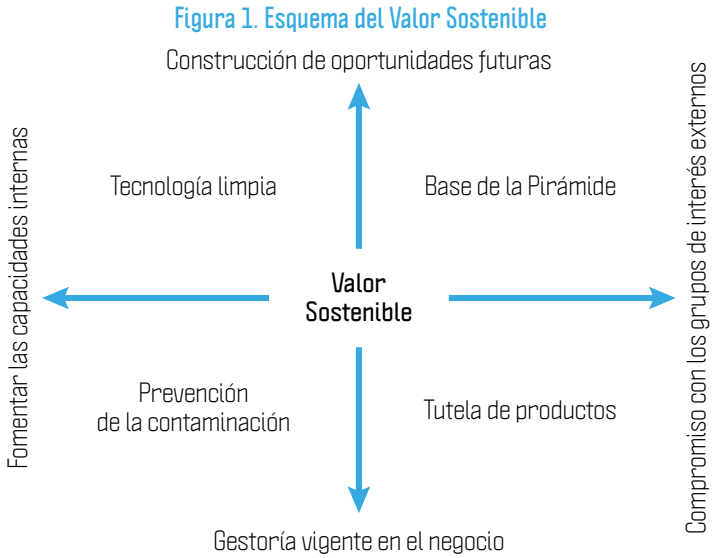 Figura 1. Esquema del Valor Sostenible
Construcción de oportunidades futuras
Fomentar las capacidades internas
Compromiso con los grupos de interés externos
Tecnología limpia
Base de la Pirámide
Valor
Sostenible
Prevención
de la contaminación
Tutela de productos
Gestoría vigente en el negocio